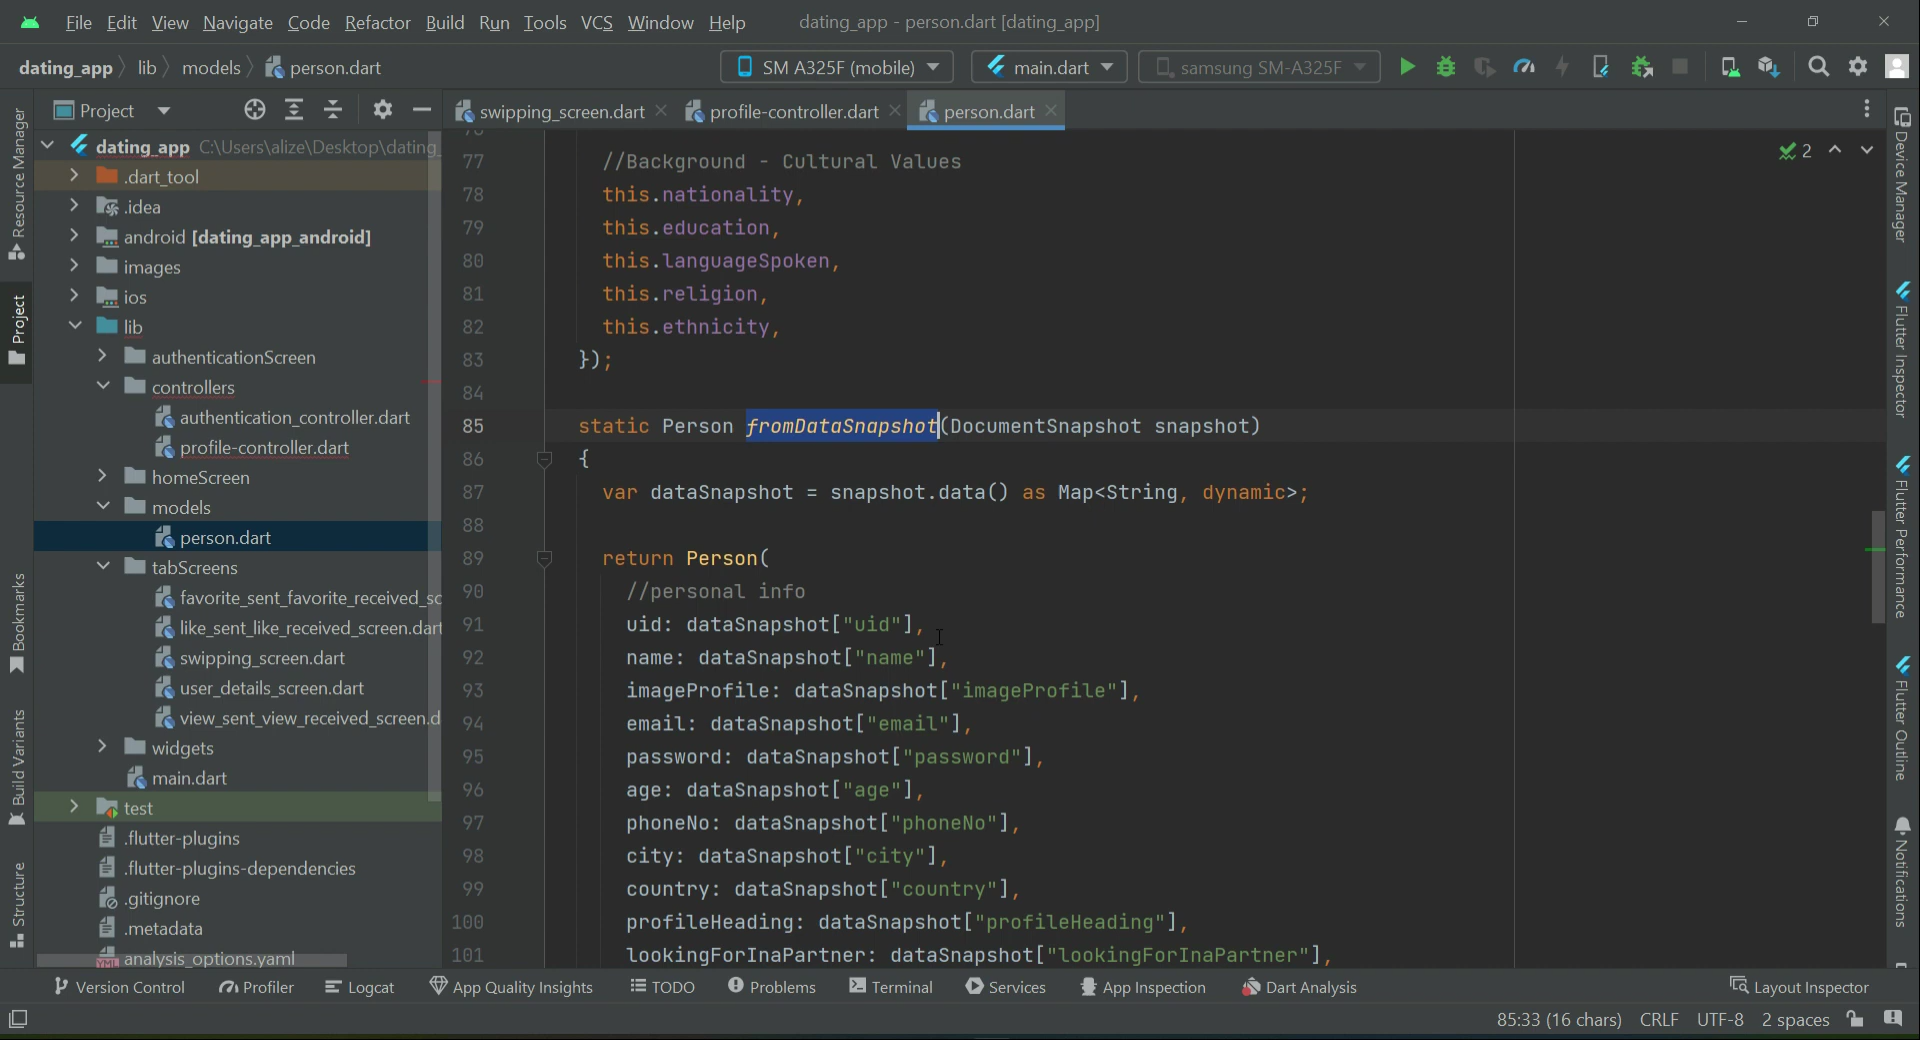 File Edit View Navigate Code Refactor Build Run Tools VCS Window Help dating_app - person.dart [dating_app]
dating_app lib models person.dart SM A325F (mobile) main.dart samsung SM-A325F
Project swipping_screen.dart profile-controller.dart person.dart
dating_app C:\Users\alize\Desktop\dating_
.dart_tool
.idea
android [dating_app_android]
images
ios
lib
authenticationScreen
controllers
authentication_controller.dart
profile-controller.dart
homeScreen
models
person.dart
tabScreens
favorite_sent_favorite_received_sc
like_sent_like_received_screen.dart
swipping_screen.dart
user_details_screen.dart
view_sent_view_received_screen.d
widgets
main.dart
test
.flutter-plugins
.flutter-plugins-dependencies
.gitignore
.metadata
analysis_options.yaml
77 //Background - Cultural Values
78 this.nationality,
79 this.education,
80 this.languageSpoken,
81 this.religion,
82 this.ethnicity,
83 });
84
85 static Person fromDataSnapshot(DocumentSnapshot snapshot)
86 {
87 var dataSnapshot = snapshot.data() as Map<String, dynamic>;
88
89 return Person(
90 //personal info
91 uid: dataSnapshot["uid"],
92 name: dataSnapshot["name"],
93 imageProfile: dataSnapshot["imageProfile"],
94 email: dataSnapshot["email"],
95 password: dataSnapshot["password"],
96 age: dataSnapshot["age"],
97 phoneNo: dataSnapshot["phoneNo"],
98 city: dataSnapshot["city"],
99 country: dataSnapshot["country"],
100 profileHeading: dataSnapshot["profileHeading"],
101 lookingForInaPartner: dataSnapshot["lookingForInaPartner"],
2
Resource Manager
Project
Bookmarks
Build Variants
Structure
Device Manager
Flutter Inspector
Flutter Performance
Flutter Outline
Notifications
Version Control Profiler Logcat App Quality Insights TODO Problems Terminal Services App Inspection Dart Analysis Layout Inspector
85:33 (16 chars) CRLF UTF-8 2 spaces